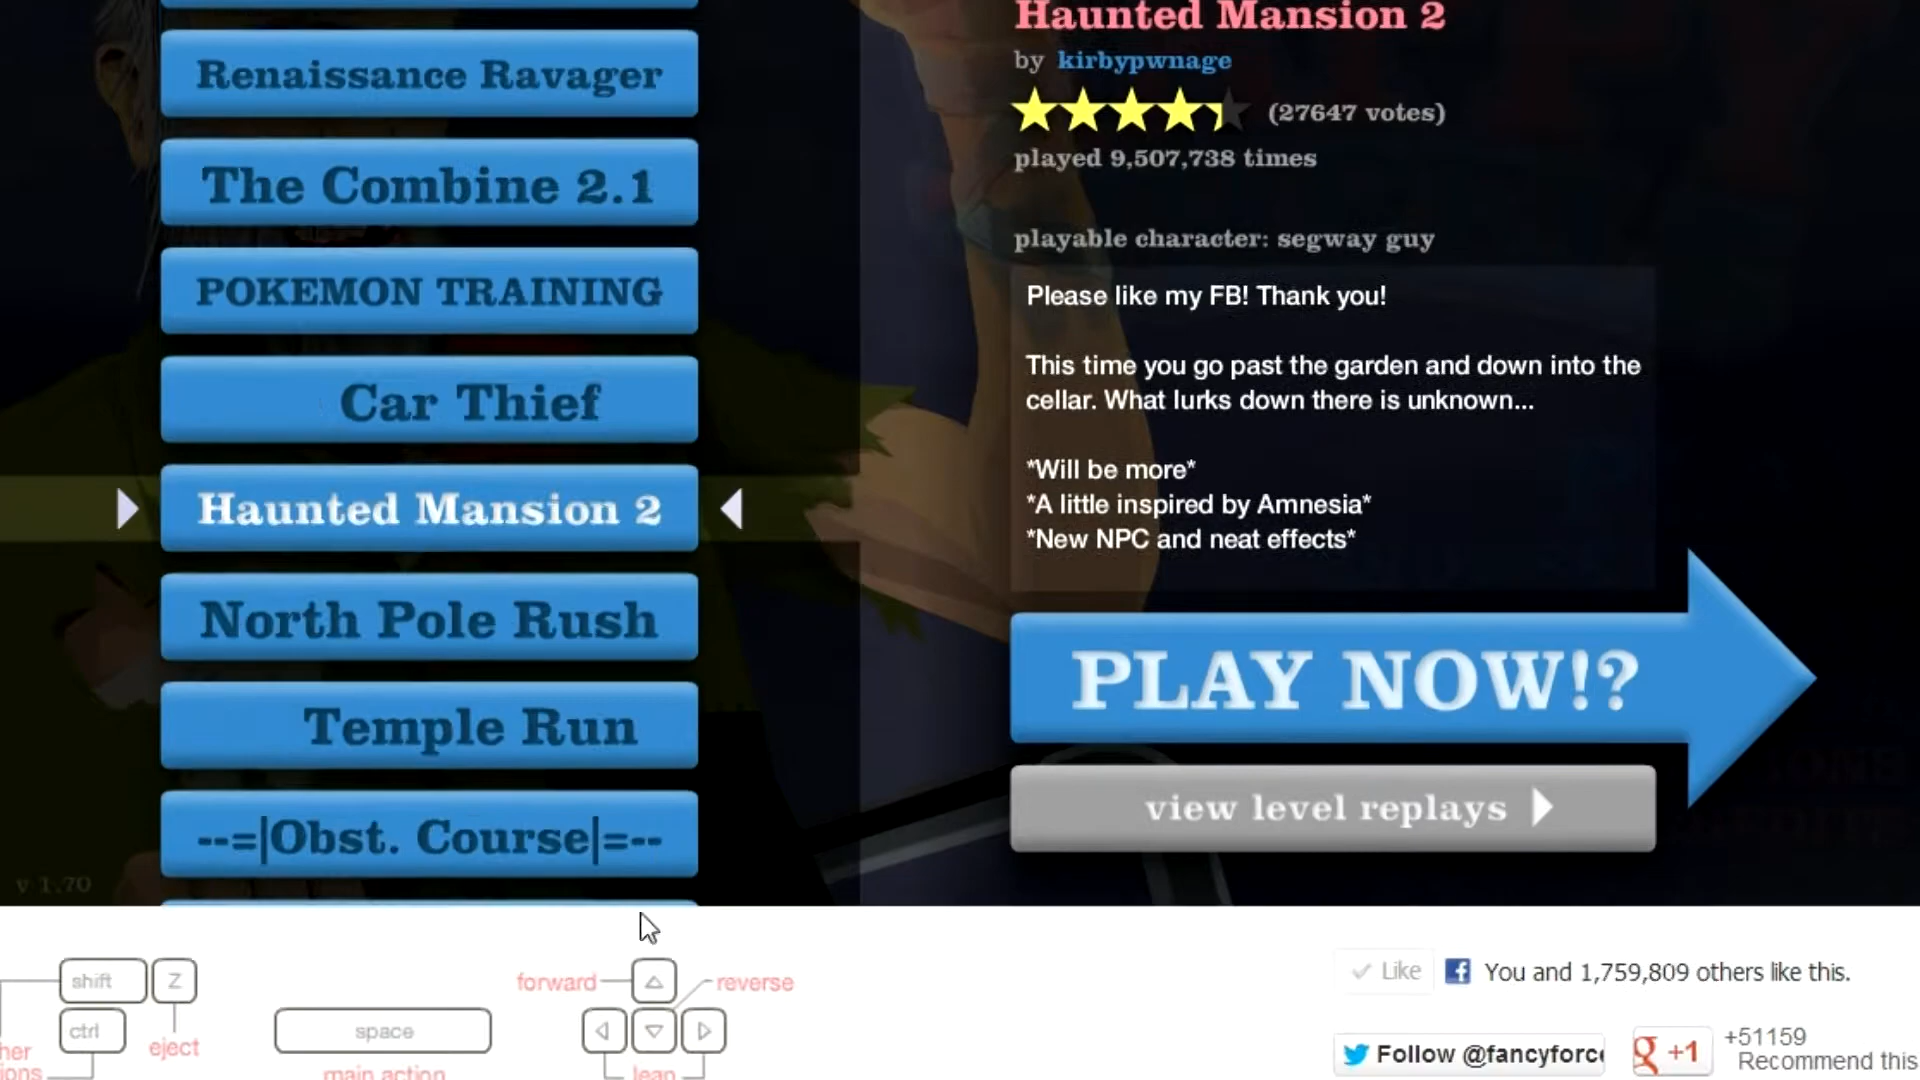 Renaissance Ravager
The Combine 2.1
POKEMON TRAINING
Car Thief
Haunted Mansion 2
North Pole Rush
Temple Run
--=|Obst. Course|=--
v 1.70
Haunted Mansion 2
by kirbypwnage
(27647 votes)
played 9,507,738 times
playable character: segway guy
Please like my FB! Thank you!
This time you go past the garden and down into the
cellar. What lurks down there is unknown...
*Will be more*
*A little inspired by Amnesia*
*New NPC and neat effects*
PLAY NOW!?
view level replays
shift
Z
ctrl
eject
space
main action
forward
reverse
lean
Like
You and 1,759,809 others like this.
Follow @fancyforc
+1
+51159
Recommend this